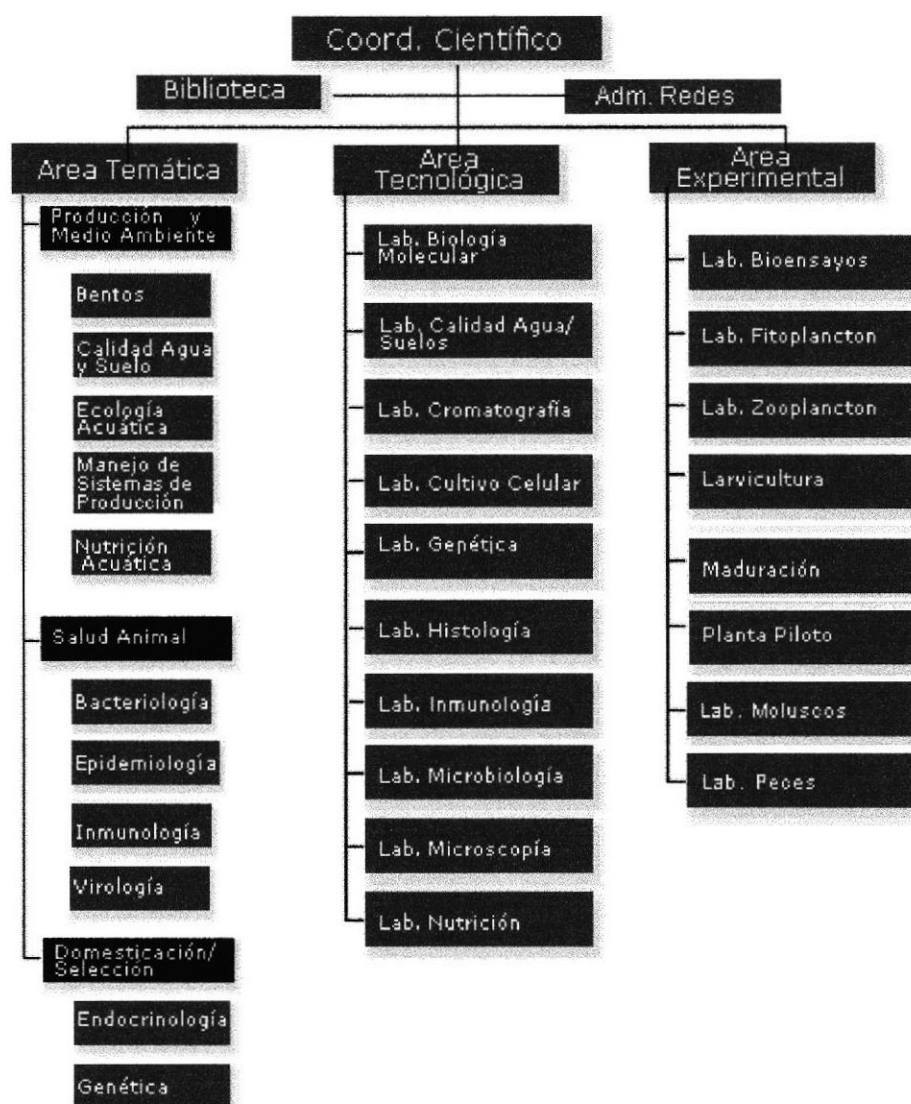 Coord. Científico
Biblioteca
Adm. Redes
Area Temática
Producción y
Medio Ambiente
Bentos
Calidad Agua
y Suelo
Ecología
Acuática
Manejo de
Sistemas de
Producción
Nutrición
Acuática
Salud Animal
Bacteriología
Epidemiología
Inmunología
Virología
Domesticación/
Selección
Endocrinología
Genética
Area
Tecnológica
Lab. Biología
Molecular
Lab. Calidad Agua/
Suelos
Lab. Cromatografía
Lab. Cultivo Celular
Lab. Genética
Lab. Histología
Lab. Inmunología
Lab. Microbiología
Lab. Microscopía
Lab. Nutrición
Area
Experimental
Lab. Bioensayos
Lab. Fitoplancton
Lab. Zooplancton
Larvicultura
Maduración
Planta Piloto
Lab. Moluscos
Lab. Peces